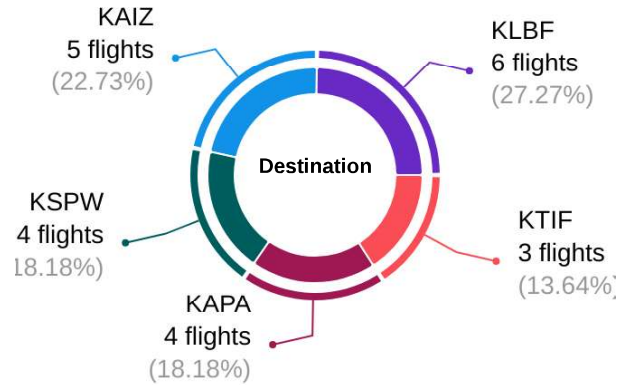 KAIZ
5 flights
(22.73%)
KLBF
6 flights
(27.27%)
Destination
KSPW
4 flights
18.18%)
KTIF
3 flights
(13.64%)
KAPA
4 flights
(18.18%)